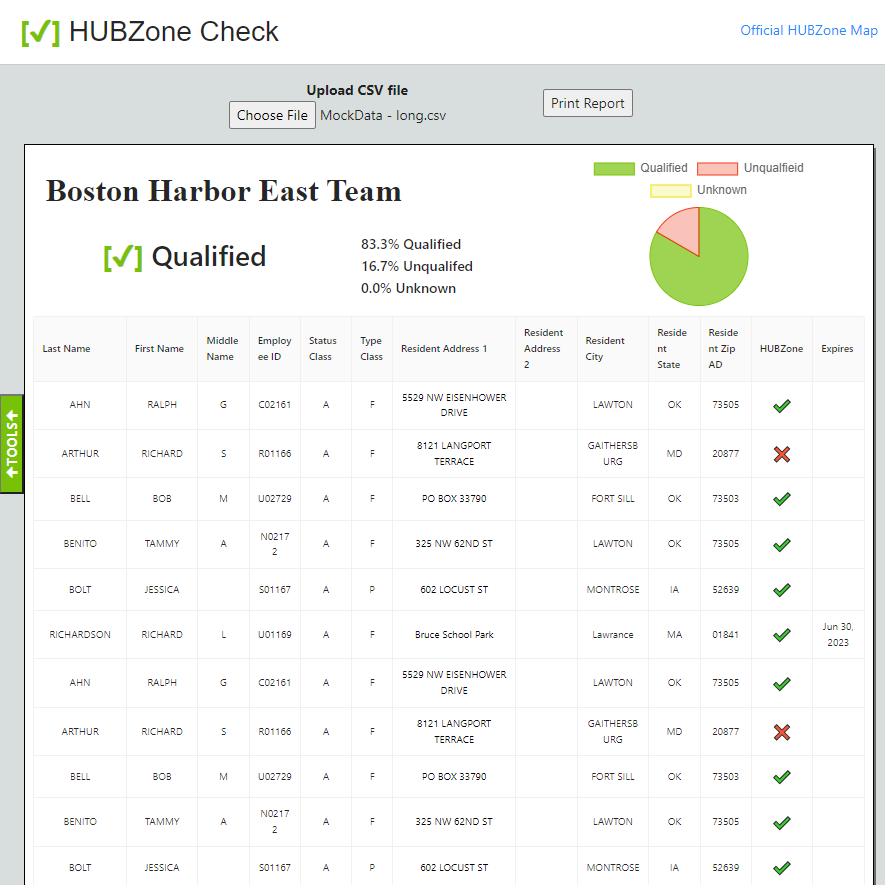 [✓] HUBZone Check
Official HUBZone Map
Upload CSV file
Choose File MockData - long.csv
Print Report
Boston Harbor East Team
Qualified Unqualfieid
Unknown
[✓] Qualified
83.3% Qualified
16.7% Unqualifed
0.0% Unknown
TOOLS
Last Name First Name Middle Name Employee ID Status Class Type Class Resident Address 1 Resident Address 2 Resident City Resident State Resident Zip AD HUBZone Expires
AHN RALPH G C02161 A F 5529 NW EISENHOWER DRIVE LAWTON OK 73505
ARTHUR RICHARD S R01166 A F 8121 LANGPORT TERRACE GAITHERSBURG MD 20877
BELL BOB M U02729 A F PO BOX 33790 FORT SILL OK 73503
BENITO TAMMY A N02172 A F 325 NW 62ND ST LAWTON OK 73505
BOLT JESSICA S01167 A P 602 LOCUST ST MONTROSE IA 52639
RICHARDSON RICHARD L U01169 A F Bruce School Park Lawrance MA 01841 Jun 30, 2023
AHN RALPH G C02161 A F 5529 NW EISENHOWER DRIVE LAWTON OK 73505
ARTHUR RICHARD S R01166 A F 8121 LANGPORT TERRACE GAITHERSBURG MD 20877
BELL BOB M U02729 A F PO BOX 33790 FORT SILL OK 73503
BENITO TAMMY A N02172 A F 325 NW 62ND ST LAWTON OK 73505
BOLT JESSICA S01167 A P 602 LOCUST ST MONTROSE IA 52639